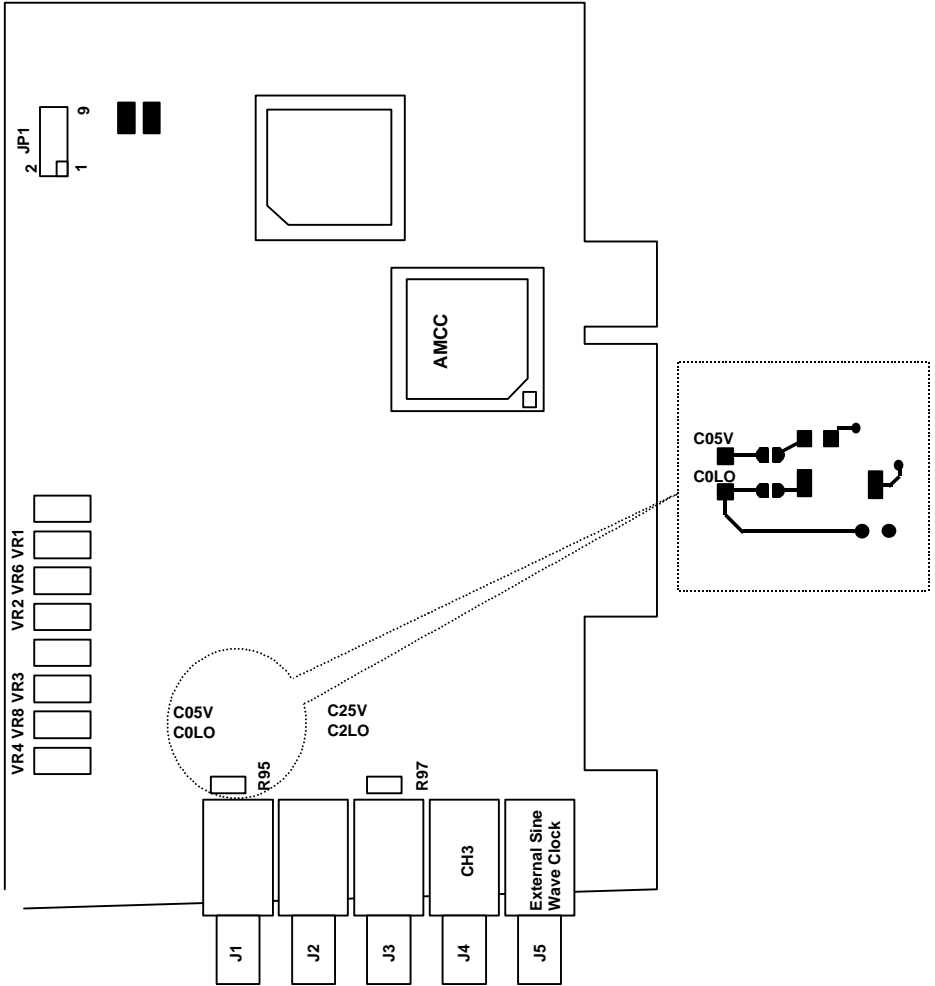 JP1
2
9
1
AMCC
C05V
C0LO
VR1
VR6
VR2
VR3
VR8
VR4
C05V
C0LO
C25V
C2LO
R95
R97
CH3
External Sine
Wave Clock
J1
J2
J3
J4
J5